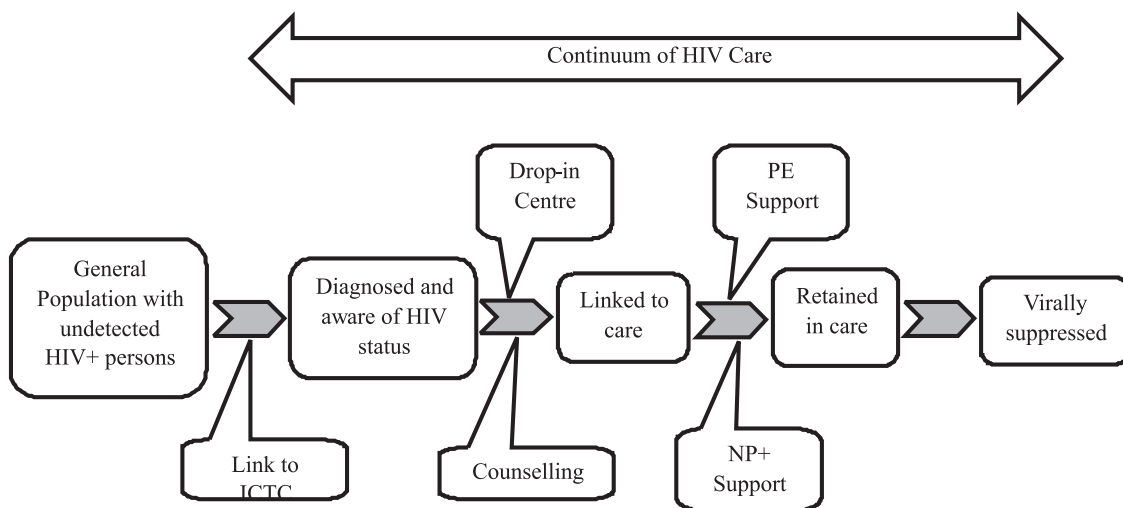 Continuum of HIV Care
Drop-in
Centre
PE
Support
General
Population with
undetected
HIV+ persons
Diagnosed and
aware of HIV
status
Linked to
care
Retained
in care
Virally
suppressed
Link to
ICTC
Counselling
NP+
Support